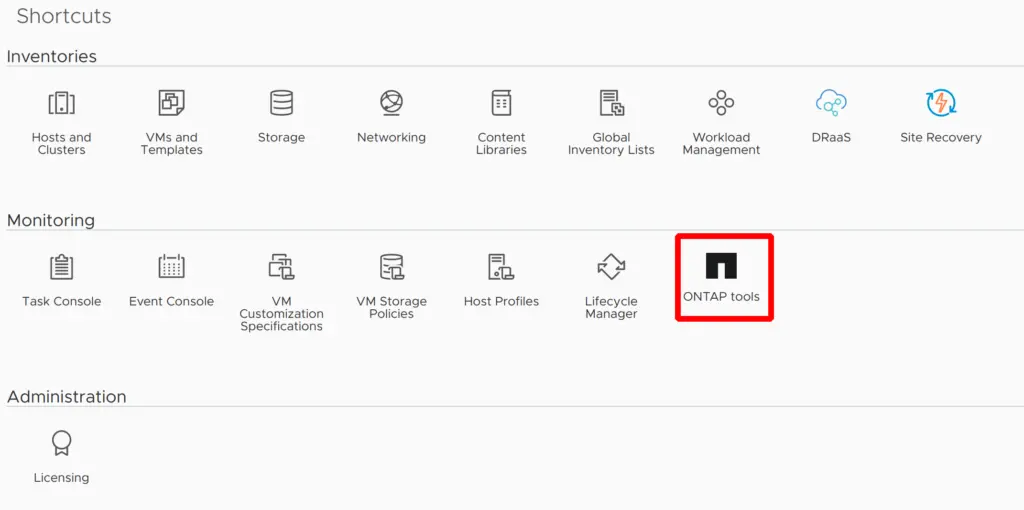 Shortcuts
Inventories
Hosts and
Clusters
VMs and
Templates
Storage
Networking
Content
Libraries
Global
Inventory Lists
Workload
Management
DRaaS
Site Recovery
Monitoring
Task Console
Event Console
VM
Customization
Specifications
VM Storage
Policies
Host Profiles
Lifecycle
Manager
ONTAP tools
Administration
Licensing